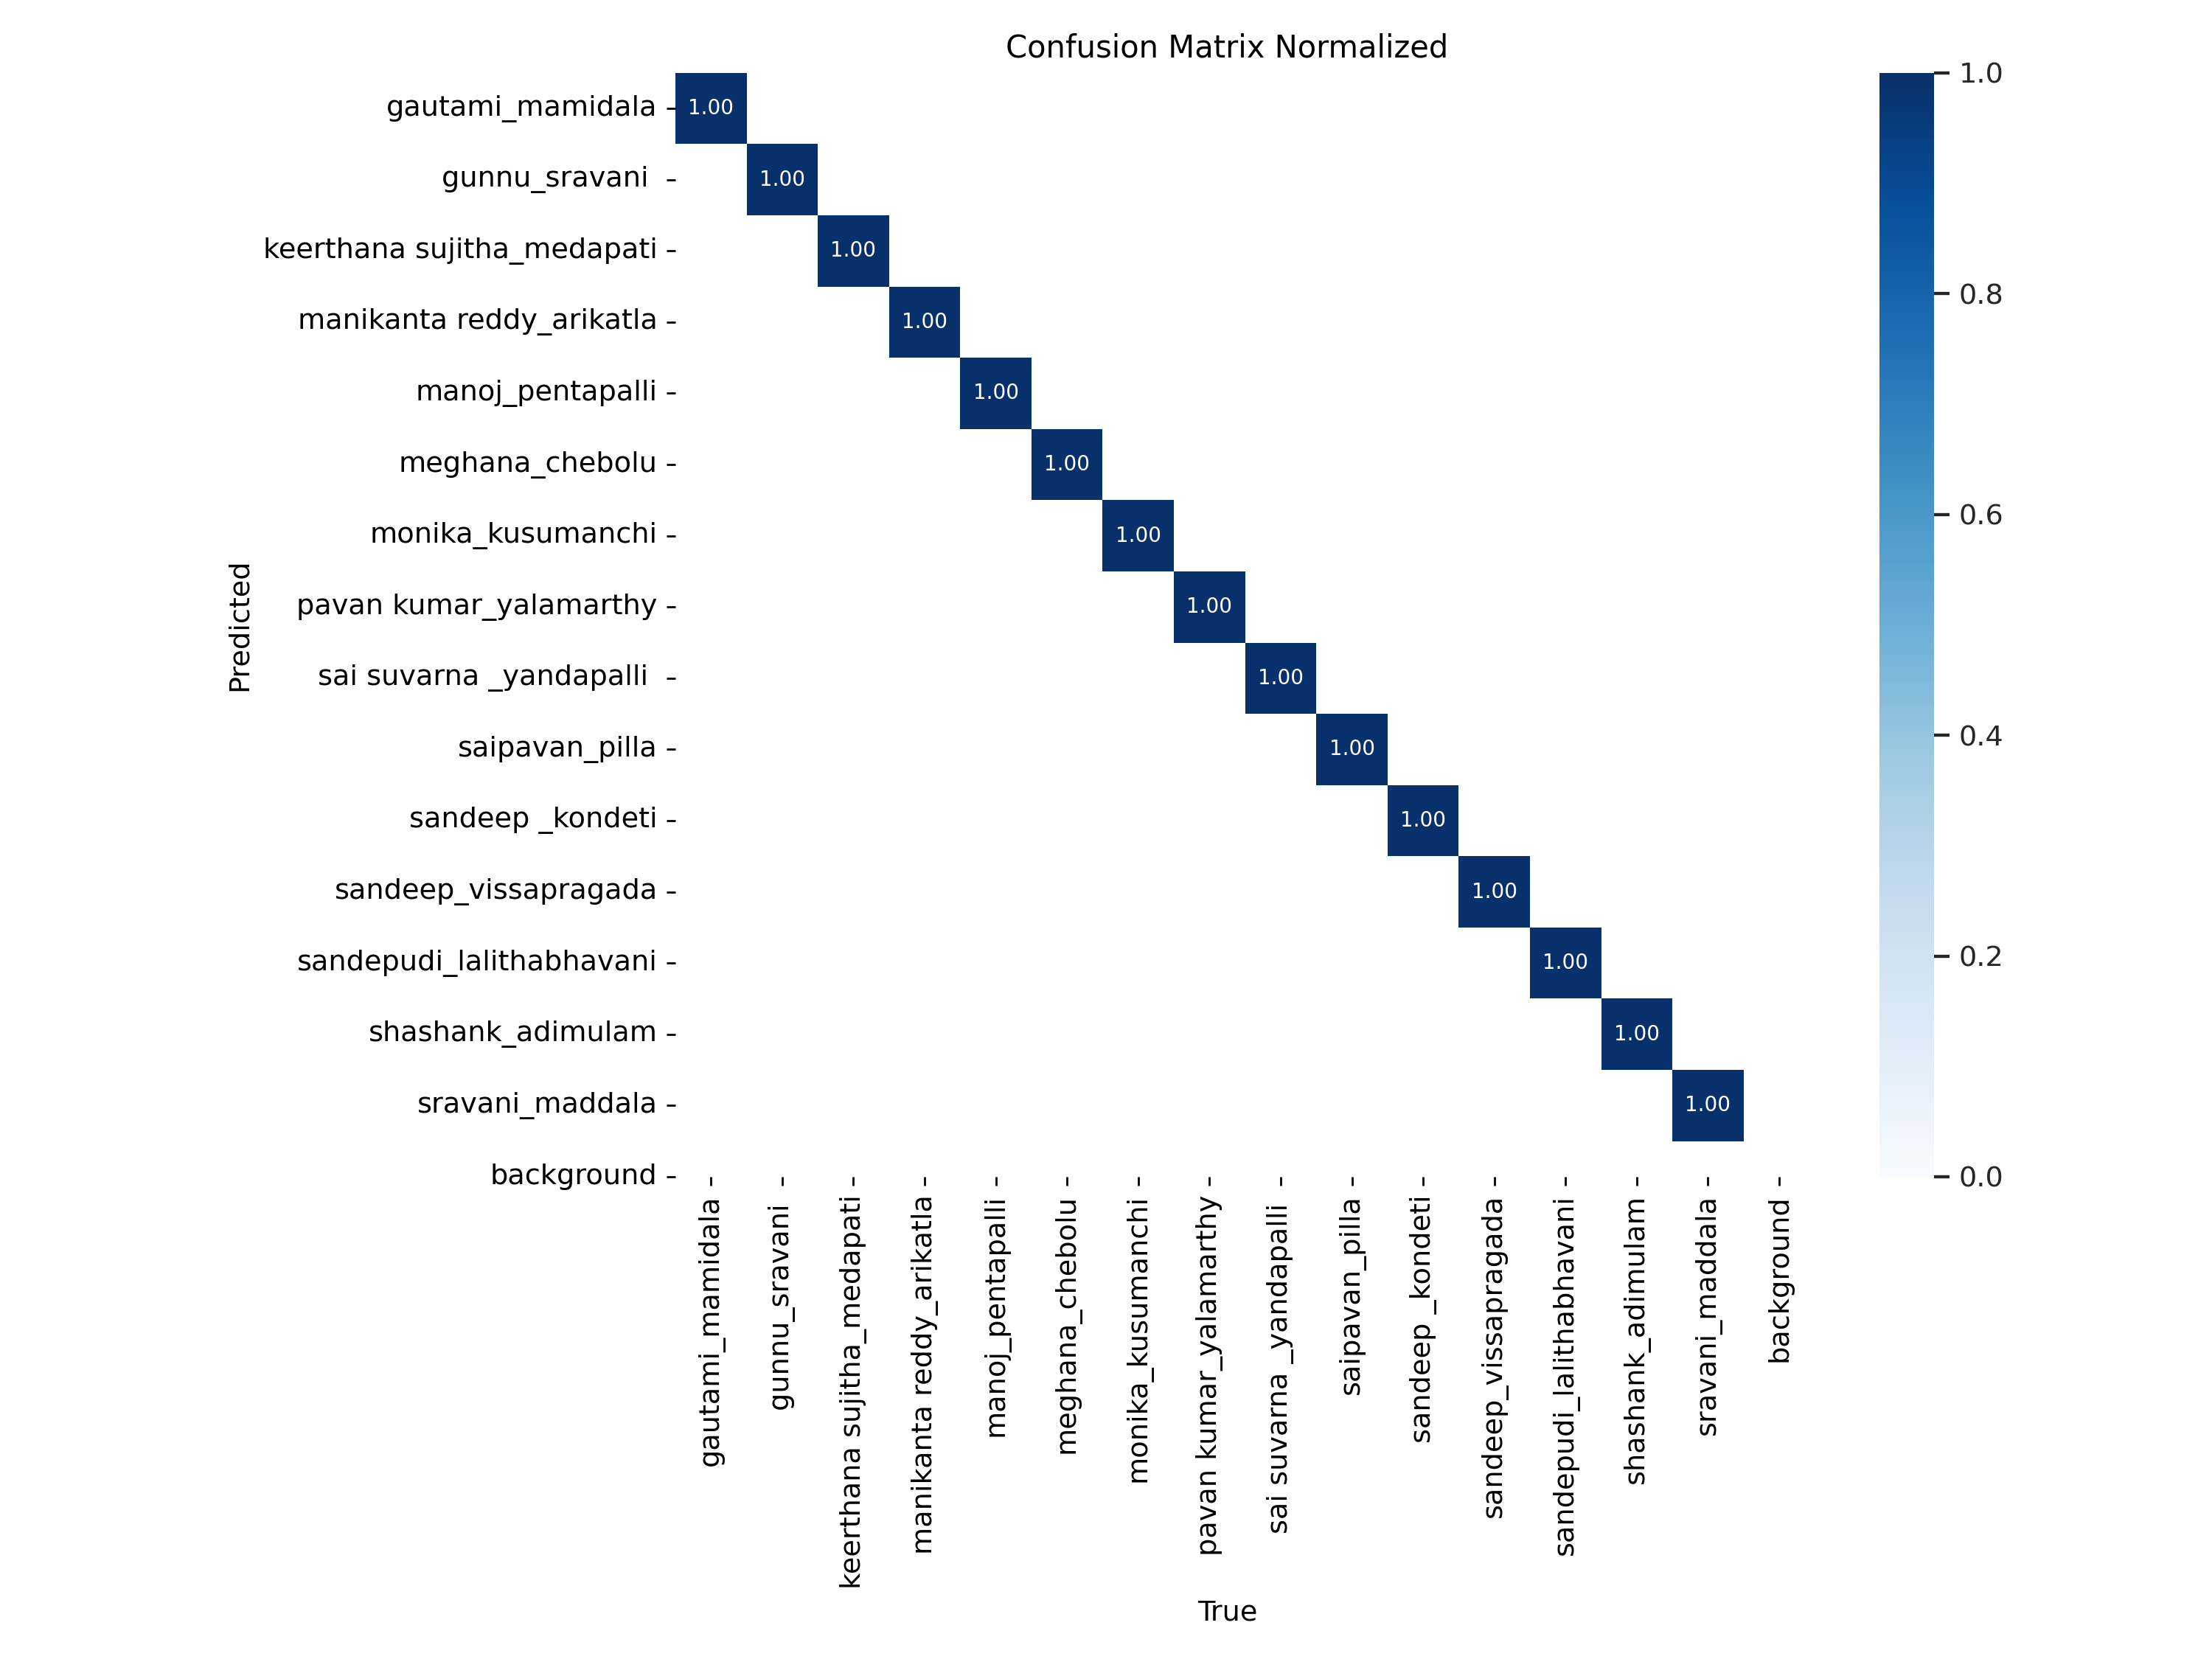 Confusion Matrix Normalized
gautami_mamidala
1.00
gunnu_sravani
1.00
keerthana sujitha_medapati
1.00
manikanta reddy_arikatla
1.00
manoj_pentapalli
1.00
meghana_chebolu
1.00
monika_kusumanchi
1.00
pavan kumar_yalamarthy
1.00
sai suvarna _yandapalli
1.00
saipavan_pilla
1.00
sandeep _kondeti
1.00
sandeep_vissapragada
1.00
sandepudi_lalithabhavani
1.00
shashank_adimulam
1.00
sravani_maddala
1.00
background
Predicted
gautami_mamidala
gunnu_sravani
keerthana sujitha_medapati
manikanta reddy_arikatla
manoj_pentapalli
meghana_chebolu
monika_kusumanchi
pavan kumar_yalamarthy
sai suvarna _yandapalli
saipavan_pilla
sandeep _kondeti
sandeep_vissapragada
sandepudi_lalithabhavani
shashank_adimulam
sravani_maddala
background
True
1.0
0.8
0.6
0.4
0.2
0.0